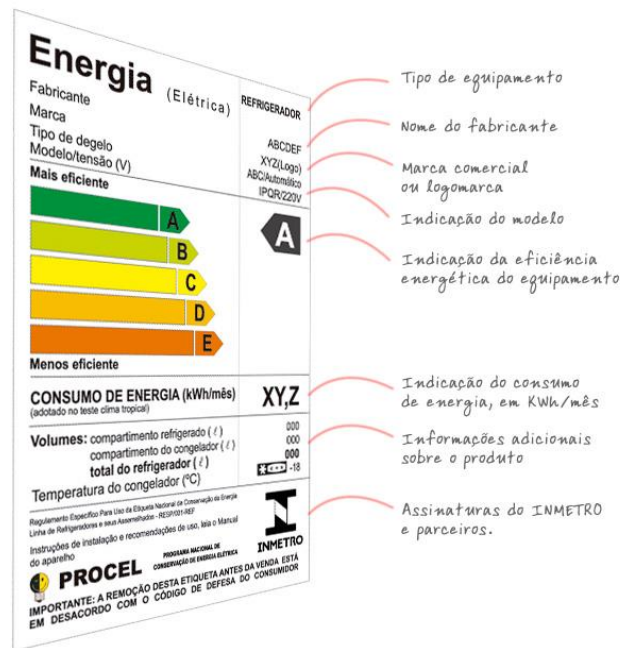 Energia (Elétrica)
REFRIGERADOR
Fabricante
ABCDEF
Marca
XYZ(Logo)
Tipo de degelo
ABC/Automático
Modelo/tensão (V)
IPQR/220V
Mais eficiente
A
A
B
C
D
E
Menos eficiente
CONSUMO DE ENERGIA (kWh/mês)
XY,Z
(adotado no teste clima tropical)
Volumes: compartimento refrigerado (ℓ)
000
compartimento do congelador (ℓ)
000
total do refrigerador (ℓ)
000
Temperatura do congelador (ºC)
-18
Regulamento Específico Para Uso da Etiqueta Nacional de Conservação da Energia
Linha de Refrigeradores e seus Assemelhados - RESP/001-REF
Instruções de instalação e recomendações de uso, leia o Manual
do aparelho
INMETRO
PROCEL
PROGRAMA NACIONAL DE
CONSERVAÇÃO DE ENERGIA ELÉTRICA
IMPORTANTE: A REMOÇÃO DESTA ETIQUETA ANTES DA VENDA ESTÁ
EM DESACORDO COM O CÓDIGO DE DEFESA DO CONSUMIDOR
Tipo de equipamento
Nome do fabricante
Marca comercial
ou logomarca
Indicação do modelo
Indicação da eficiência
energética do equipamento
Indicação do consumo
de energia, em KWh/mês
Informações adicionais
sobre o produto
Assinaturas do INMETRO
e parceiros.